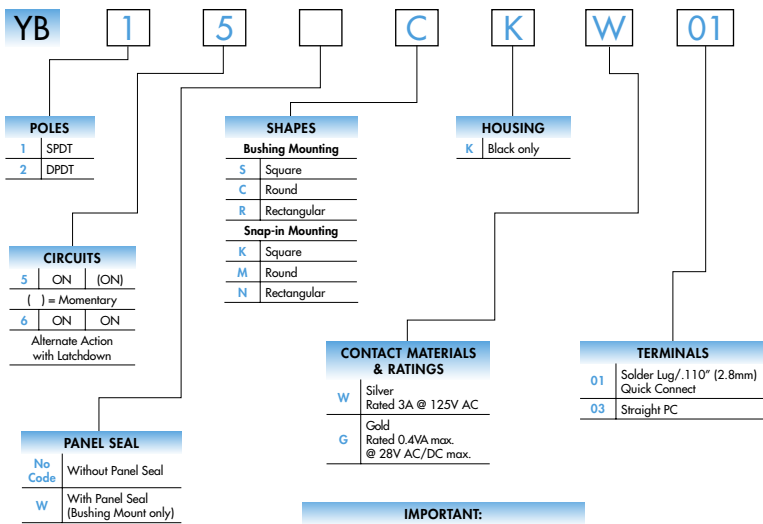 YB 1 5 C K W 01
POLES
1 SPDT
2 DPDT
SHAPES
Bushing Mounting
S Square
C Round
R Rectangular
Snap-in Mounting
K Square
M Round
N Rectangular
HOUSING
K Black only
CIRCUITS
5 ON (ON)
( ) = Momentary
6 ON ON
Alternate Action
with Latchdown
CONTACT MATERIALS
& RATINGS
W Silver
Rated 3A @ 125V AC
G Gold
Rated 0.4VA max.
@ 28V AC/DC max.
TERMINALS
01 Solder Lug/.110" (2.8mm)
Quick Connect
03 Straight PC
PANEL SEAL
No
Code Without Panel Seal
W With Panel Seal
(Bushing Mount only)
IMPORTANT: